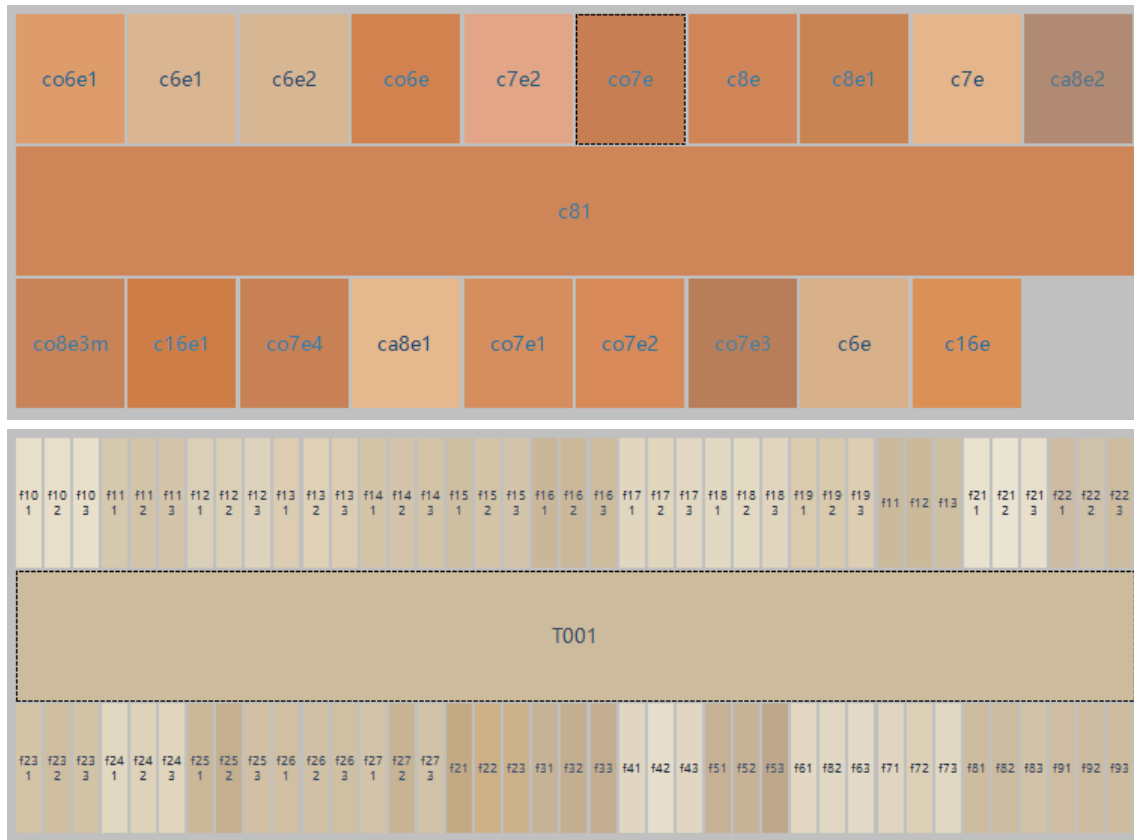 co6e1 c6e1 c6e2 co6e c7e2 co7e c8e c8e1 c7e ca8e2
c81
co8e3m c16e1 co7e4 ca8e1 co7e1 co7e2 co7e3 c6e c16e
f101 f102 f103 f111 f112 f113 f121 f122 f123 f131 f132 f133 f141 f142 f143 f151 f152 f153 f161 f162 f163 f171 f172 f173 f181 f182 f183 f191 f192 f193 f11 f12 f13 f211 f212 f213 f221 f222 f223
T001
f231 f232 f233 f241 f242 f243 f251 f252 f253 f261 f262 f263 f271 f272 f273 f21 f22 f23 f31 f32 f33 f41 f42 f43 f51 f52 f53 f61 f82 f63 f71 f72 f73 f81 f82 f83 f91 f92 f93